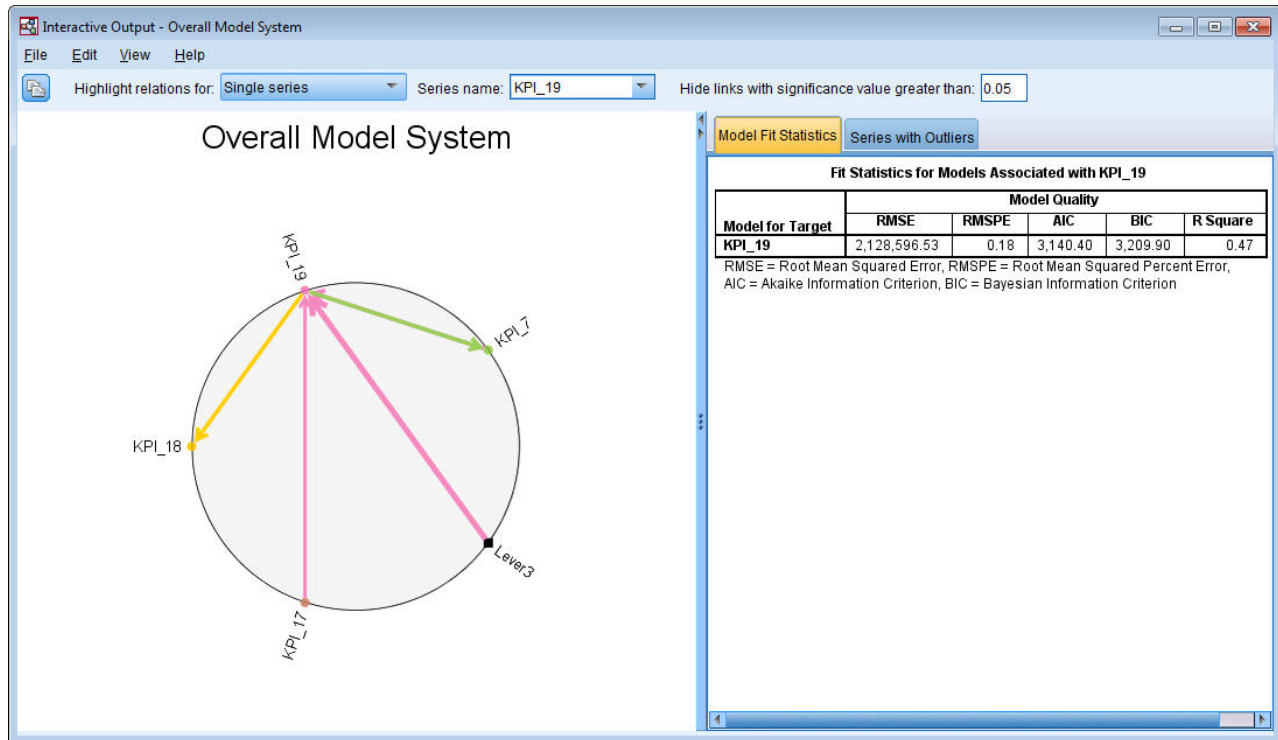 Interactive Output - Overall Model System
File Edit View Help
Highlight relations for: Single series Series name: KPI_19 Hide links with significance value greater than: 0.05
Overall Model System
KPI_19
KPI_7
KPI_18
Lever3
KPI_17
Model Fit Statistics Series with Outliers
Fit Statistics for Models Associated with KPI_19
Model Quality
Model for Target RMSE RMSPE AIC BIC R Square
KPI_19 2,128,596.53 0.18 3,140.40 3,209.90 0.47
RMSE = Root Mean Squared Error, RMSPE = Root Mean Squared Percent Error,
AIC = Akaike Information Criterion, BIC = Bayesian Information Criterion